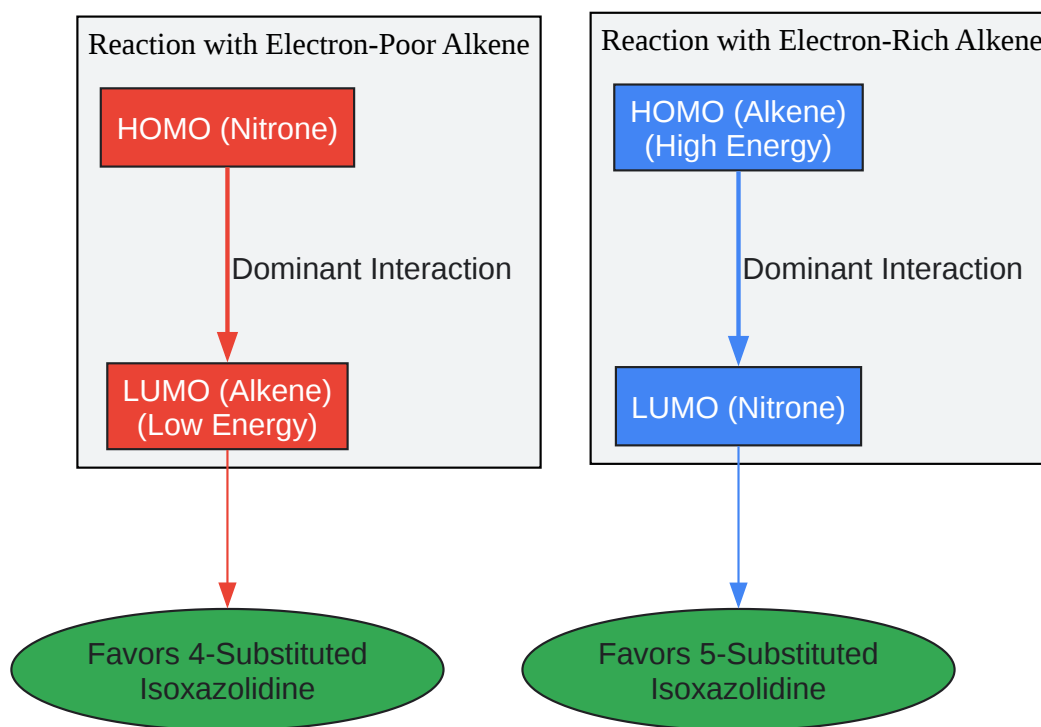 Reaction with Electron-Poor Alkene
HOMO (Nitrone)
Dominant Interaction
LUMO (Alkene)
(Low Energy)
Favors 4-Substituted
Isoxazolidine
Reaction with Electron-Rich Alkene
HOMO (Alkene)
(High Energy)
Dominant Interaction
LUMO (Nitrone)
Favors 5-Substituted
Isoxazolidine